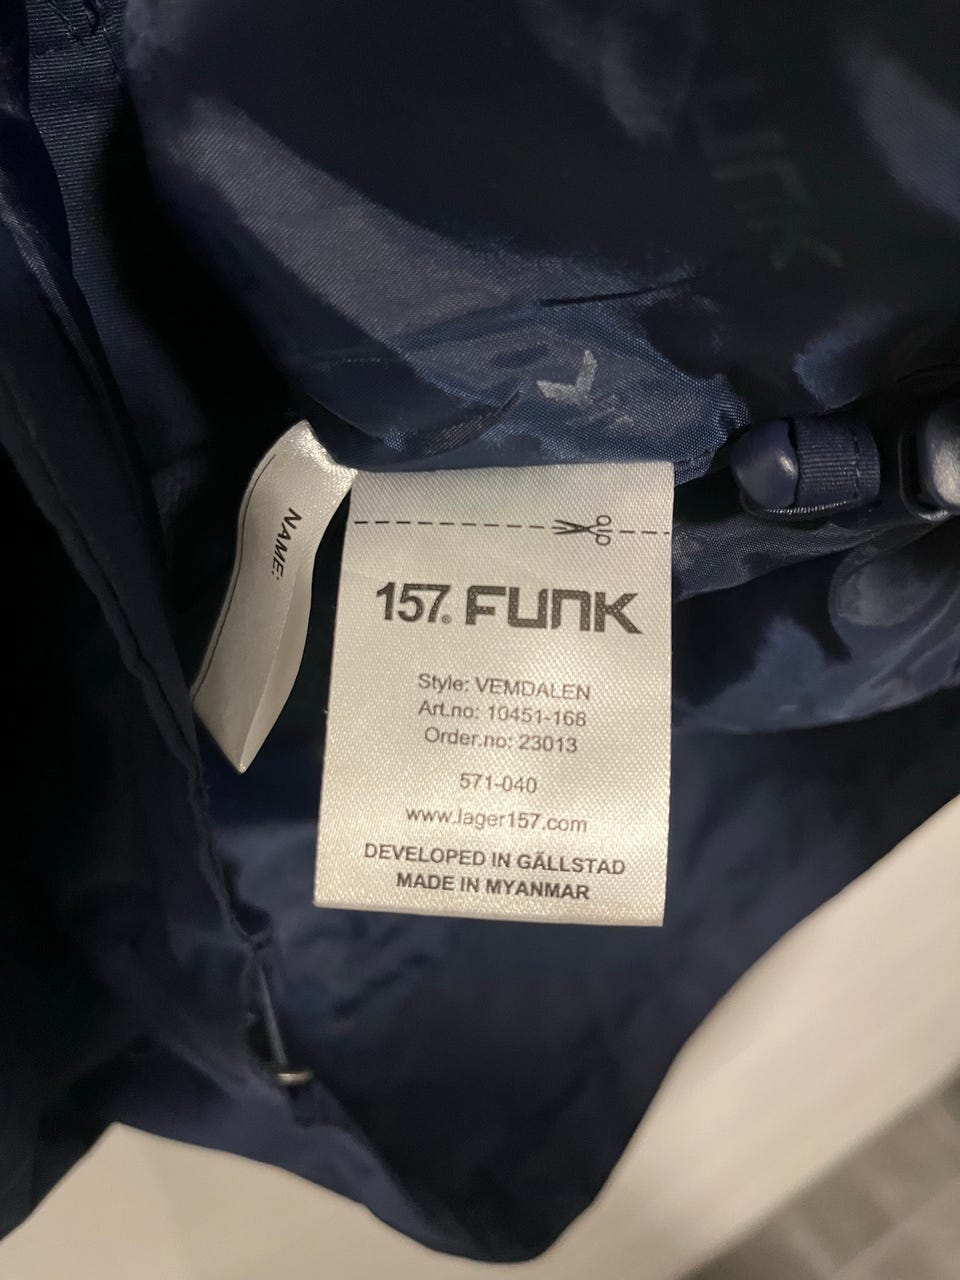 NAME:
157® FUNK
Style: VEMDALEN
Art.no: 10451-168
Order.no: 23013
571-040
www.lager157.com
DEVELOPED IN GÄLLSTAD
MADE IN MYANMAR